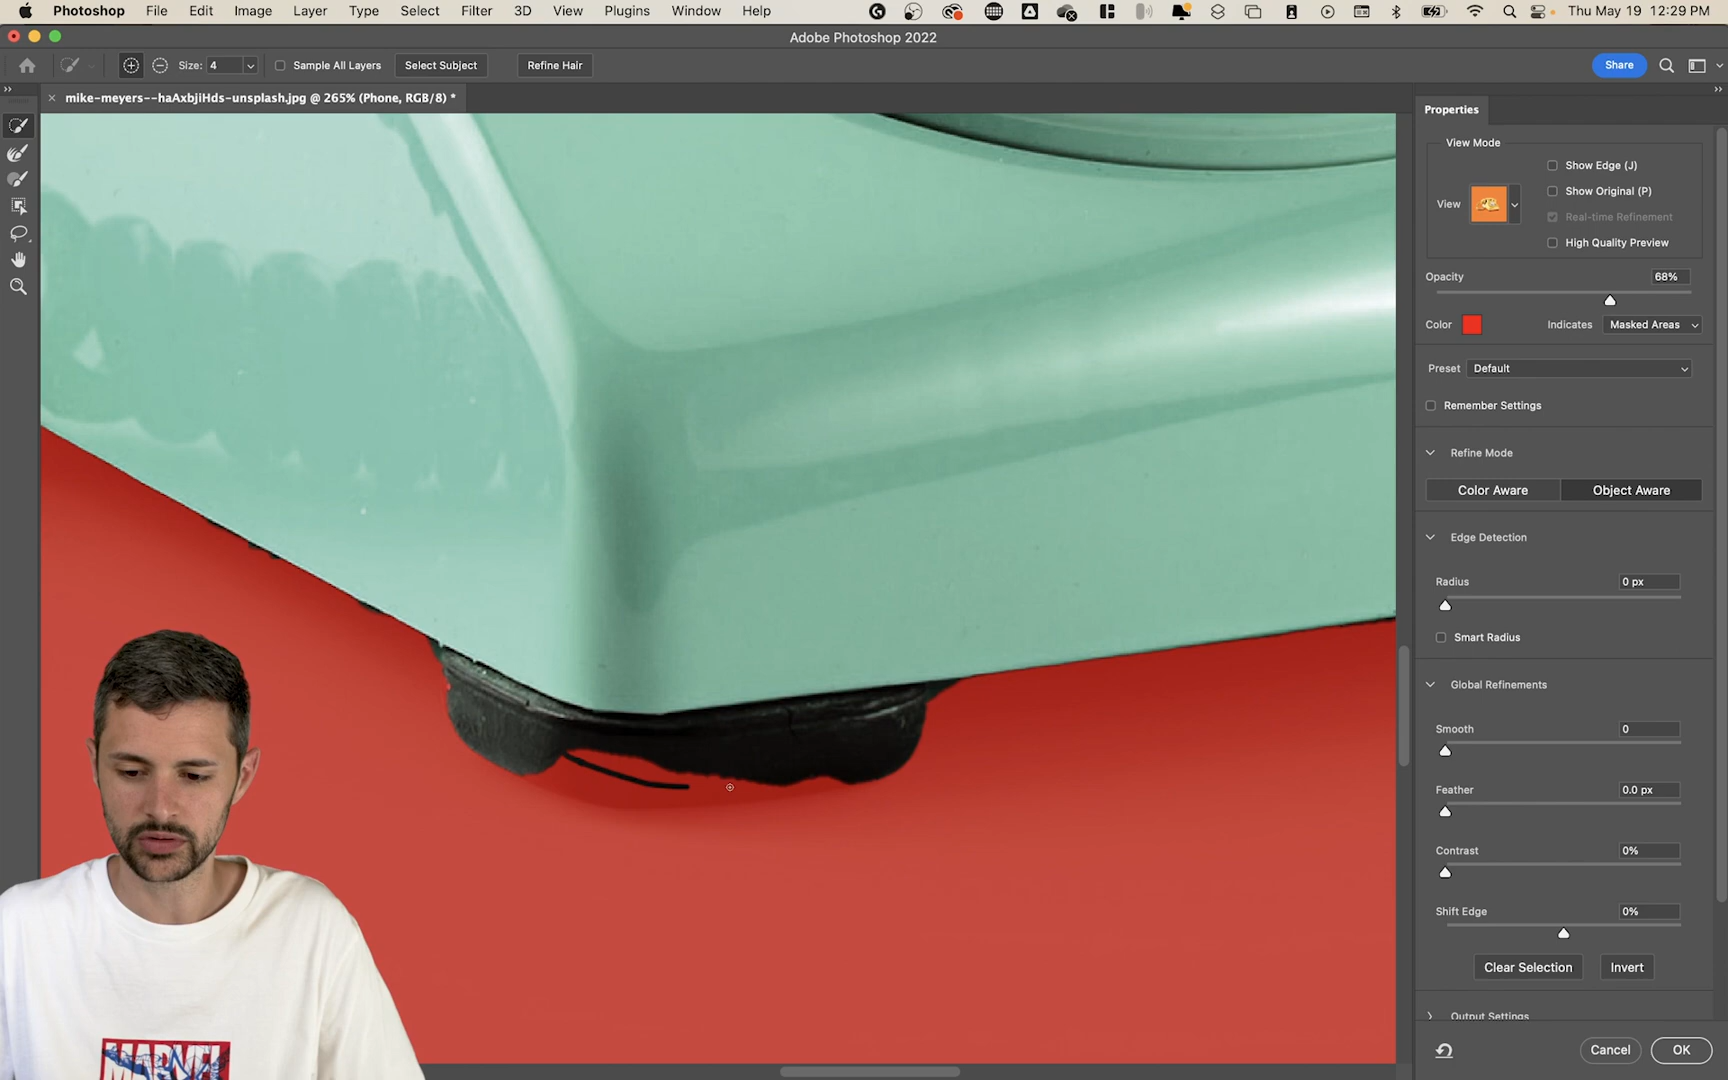 Photoshop File Edit Image Layer Type Select Filter 3D View Plugins Window Help Thu May 19 12:29 PM
Adobe Photoshop 2022
Size: 4 Sample All Layers Select Subject Refine Hair Share
mike-meyers--haAxbjiHds-unsplash.jpg @ 265% (Phone, RGB/8) *
Properties
View Mode
Show Edge (J)
Show Original (P)
View
Real-time Refinement
High Quality Preview
Opacity 68%
Color Indicates Masked Areas
Preset Default
Remember Settings
Refine Mode
Color Aware Object Aware
Edge Detection
Radius 0 px
Smart Radius
Global Refinements
Smooth 0
Feather 0.0 px
Contrast 0%
Shift Edge 0%
Clear Selection Invert
Output Settings
Cancel OK
MARVEL